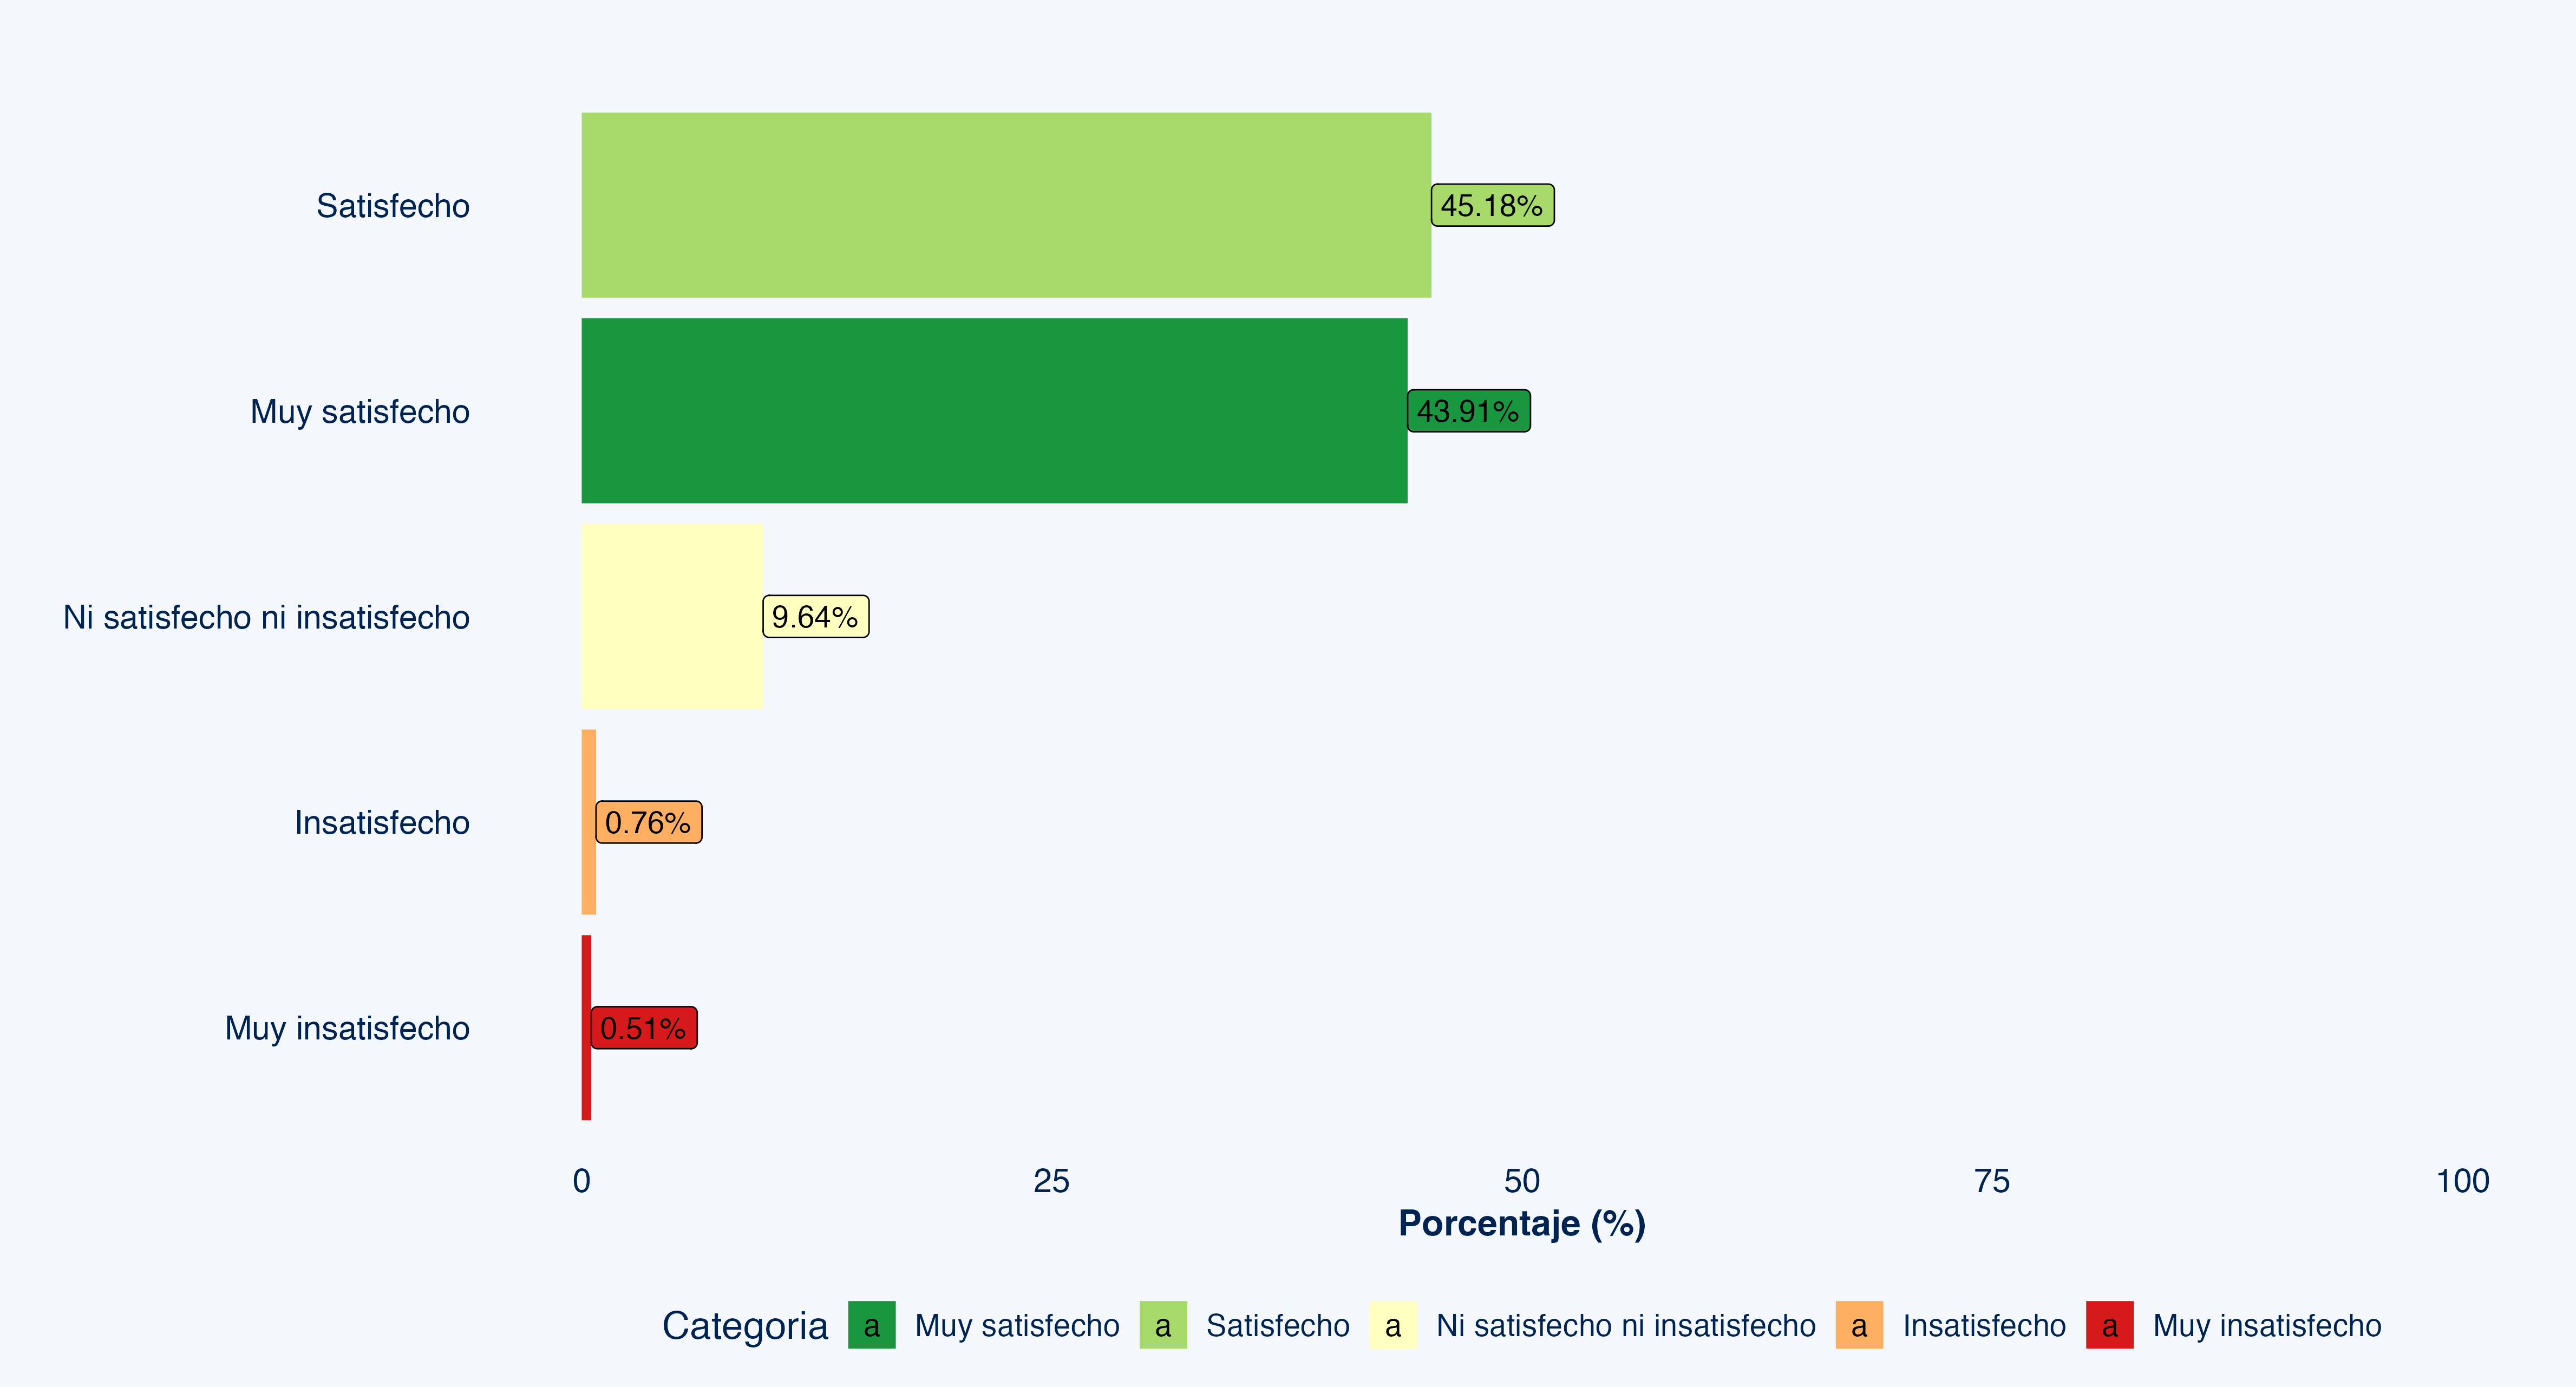 Satisfecho
45.18%
Muy satisfecho
43.91%
Ni satisfecho ni insatisfecho
9.64%
Insatisfecho
0.76%
Muy insatisfecho
0.51%
0 25 50 75 100
Porcentaje (%)
Categoria a Muy satisfecho a Satisfecho a Ni satisfecho ni insatisfecho a Insatisfecho a Muy insatisfecho